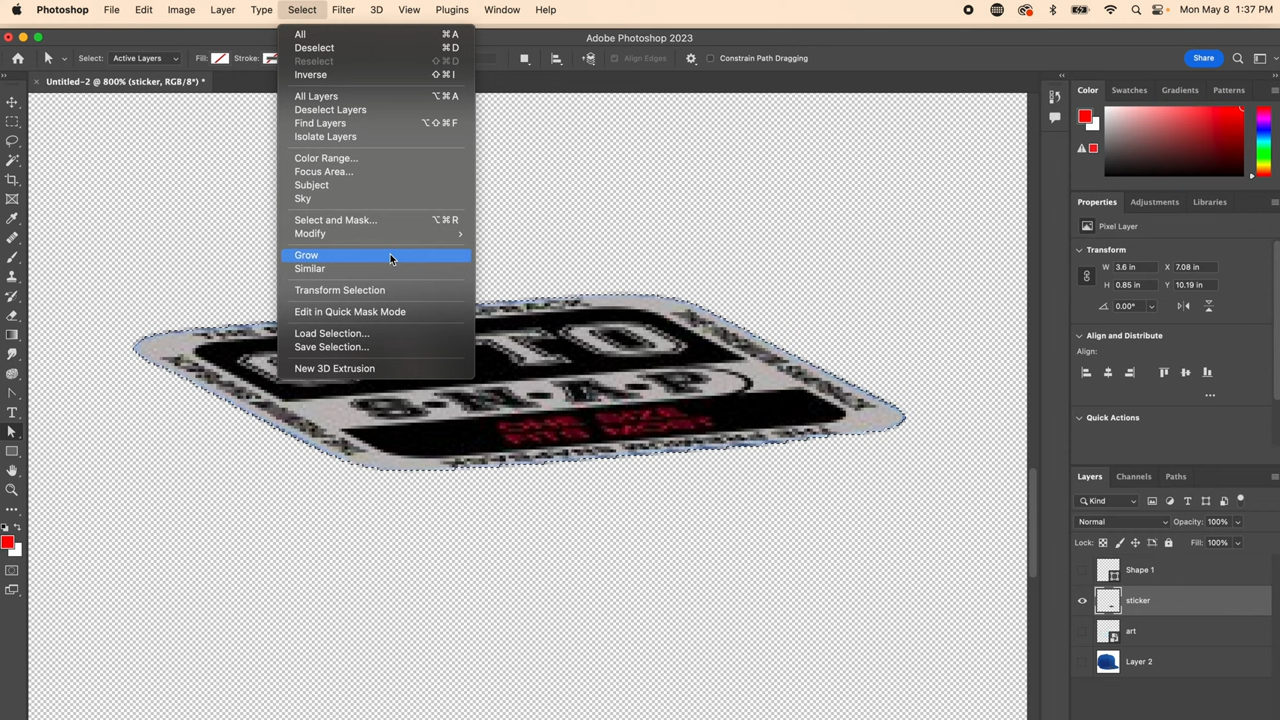 Photoshop File Edit Image Layer Type Select Filter 3D View Plugins Window Help Mon May 8 1:37 PM
Adobe Photoshop 2023
Select: Active Layers Fill: Stroke: Align Edges Constrain Path Dragging Share
Untitled-2 @ 800% (sticker, RGB/8*) *
All ⌘A
Deselect ⌘D
Reselect ⇧⌘D
Inverse ⇧⌘I
All Layers ⌥⌘A
Deselect Layers
Find Layers ⌥⇧⌘F
Isolate Layers
Color Range...
Focus Area...
Subject
Sky
Select and Mask... ⌥⌘R
Modify
Grow
Similar
Transform Selection
Edit in Quick Mask Mode
Load Selection...
Save Selection...
New 3D Extrusion
S·N·A·P
ONE SIZE
FITS MOST
Color Swatches Gradients Patterns
Properties Adjustments Libraries
Pixel Layer
Transform
W 3.6 in X 7.08 in
H 0.85 in Y 10.19 in
0.00°
Align and Distribute
Align:
Quick Actions
Layers Channels Paths
Kind
Normal Opacity: 100%
Lock: Fill: 100%
Shape 1
sticker
art
Layer 2